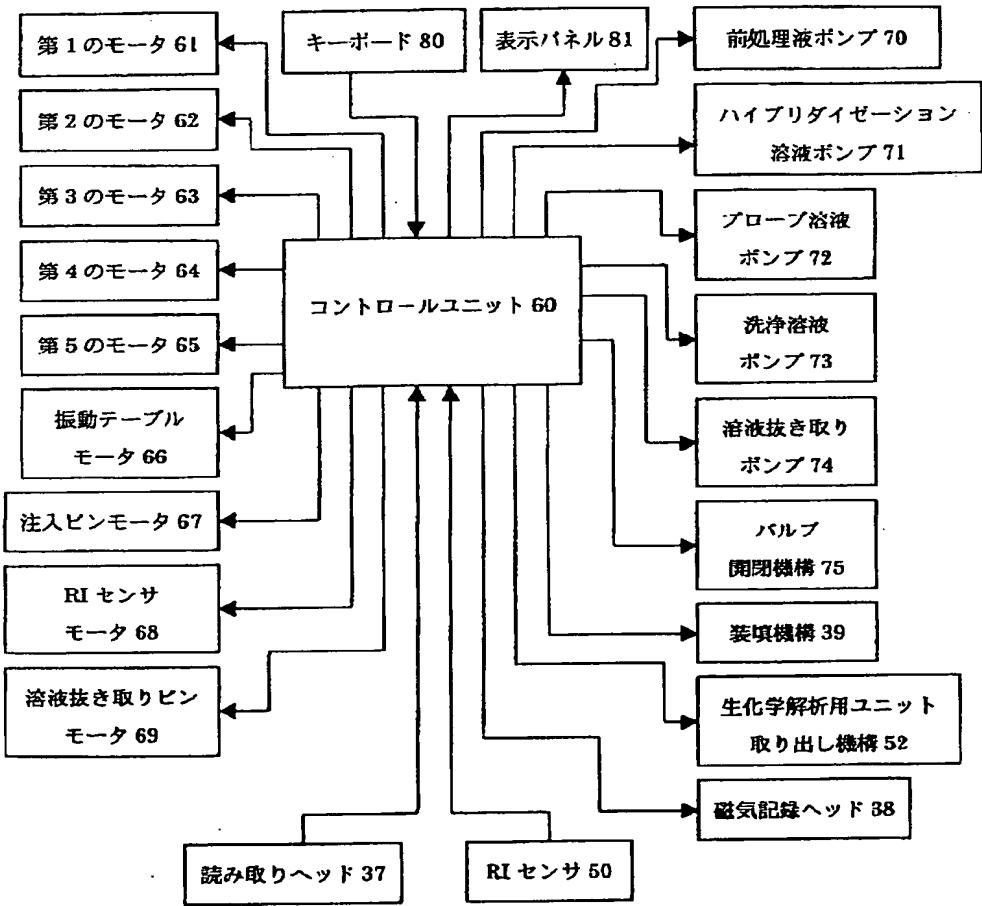 第1のモータ 61
キーボード 80
表示パネル 81
前処理液ポンプ 70
第2のモータ 62
ハイブリダイゼーション
溶液ポンプ 71
第3のモータ 63
プローブ溶液
ポンプ 72
第4のモータ 64
コントロールユニット 60
洗浄溶液
ポンプ 73
第5のモータ 65
振動テーブル
モータ 66
溶液抜き取り
ポンプ 74
注入ピンモータ 67
バルブ
開閉機構 75
RI センサ
モータ 68
装填機構 39
溶液抜き取りピン
モータ 69
生化学解析用ユニット
取り出し機構 52
磁気記録ヘッド 38
読み取りヘッド 37
RI センサ 50